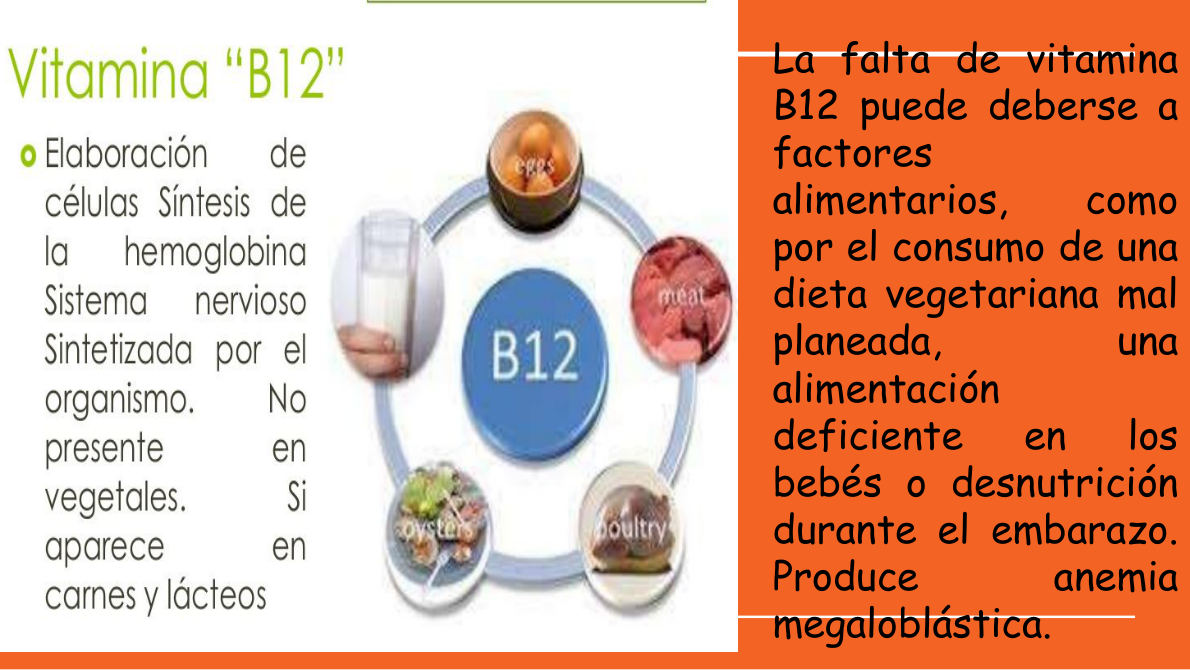 Vitamina “B12”
Elaboración de
células Síntesis de
la hemoglobina
Sistema nervioso
Sintetizada por el
organismo. No
presente en
vegetales. Si
aparece en
carnes y lácteos
eggs
meat
B12
oysters
poultry
La falta de vitamina
B12 puede deberse a
factores
alimentarios, como
por el consumo de una
dieta vegetariana mal
planeada, una
alimentación
deficiente en los
bebés o desnutrición
durante el embarazo.
Produce anemia
megaloblástica.